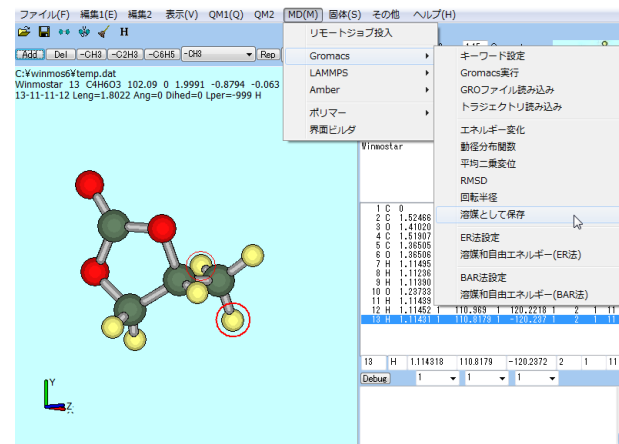 ファイル(F) 編集1(E) 編集2 表示(V) QM1(Q) QM2 MD(M) 固体(S) その他 ヘルプ(H)
H
Add Del -CH3 -C2H3 -C6H5 -CH3 Rep
C:¥winmos6¥temp.dat
Winmostar 13 C4H6O3 102.09 0 1.9991 -0.8794 -0.063
13-11-11-12 Leng=1.8022 Ang=0 Dihed=0 Lper=-999 H
リモートジョブ投入
Gromacs
LAMMPS
Amber
ポリマー
界面ビルダ
キーワード設定
Gromacs実行
GROファイル読み込み
トラジェクトリ読み込み
エネルギー変化
動径分布関数
平均二乗変位
RMSD
回転半径
溶媒として保存
ER法設定
溶媒和自由エネルギー(ER法)
BAR法設定
溶媒和自由エネルギー(BAR法)
Winmostar
1 C 0
2 C 1.52466
3 O 1.41020
4 C 1.51907
5 C 1.36505
6 O 1.36506
7 H 1.11495
8 H 1.11236
9 H 1.11390
10 O 1.23733
11 H 1.11439
12 H 1.11452 1 110.969 1 120.2218 1 2 1 11
13 H 1.11431 1 110.8179 1 -120.237 1 2 1 11
13 H 1.114318 110.8179 -120.2372 2 1 11
Debug 1 1 1
Y
Z